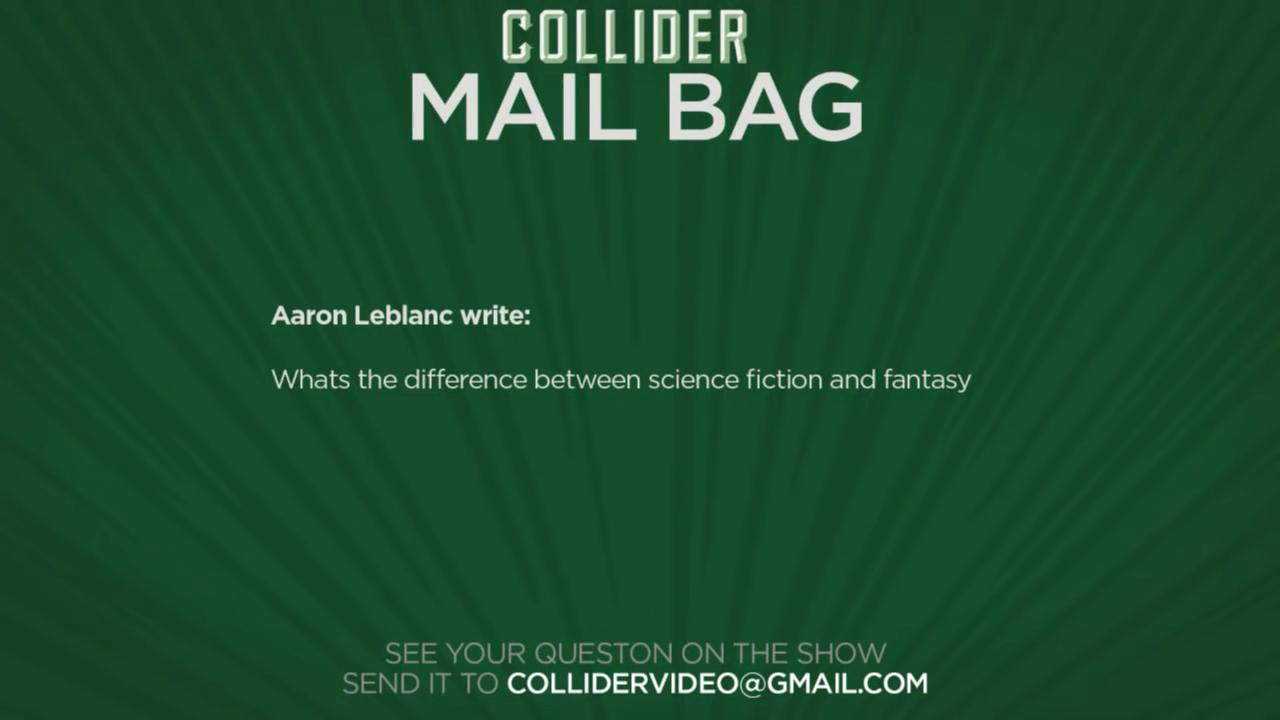 COLLIDER
MAIL BAG
Aaron Leblanc write:
Whats the difference between science fiction and fantasy
SEE YOUR QUESTON ON THE SHOW
SEND IT TO COLLIDERVIDEO@GMAIL.COM